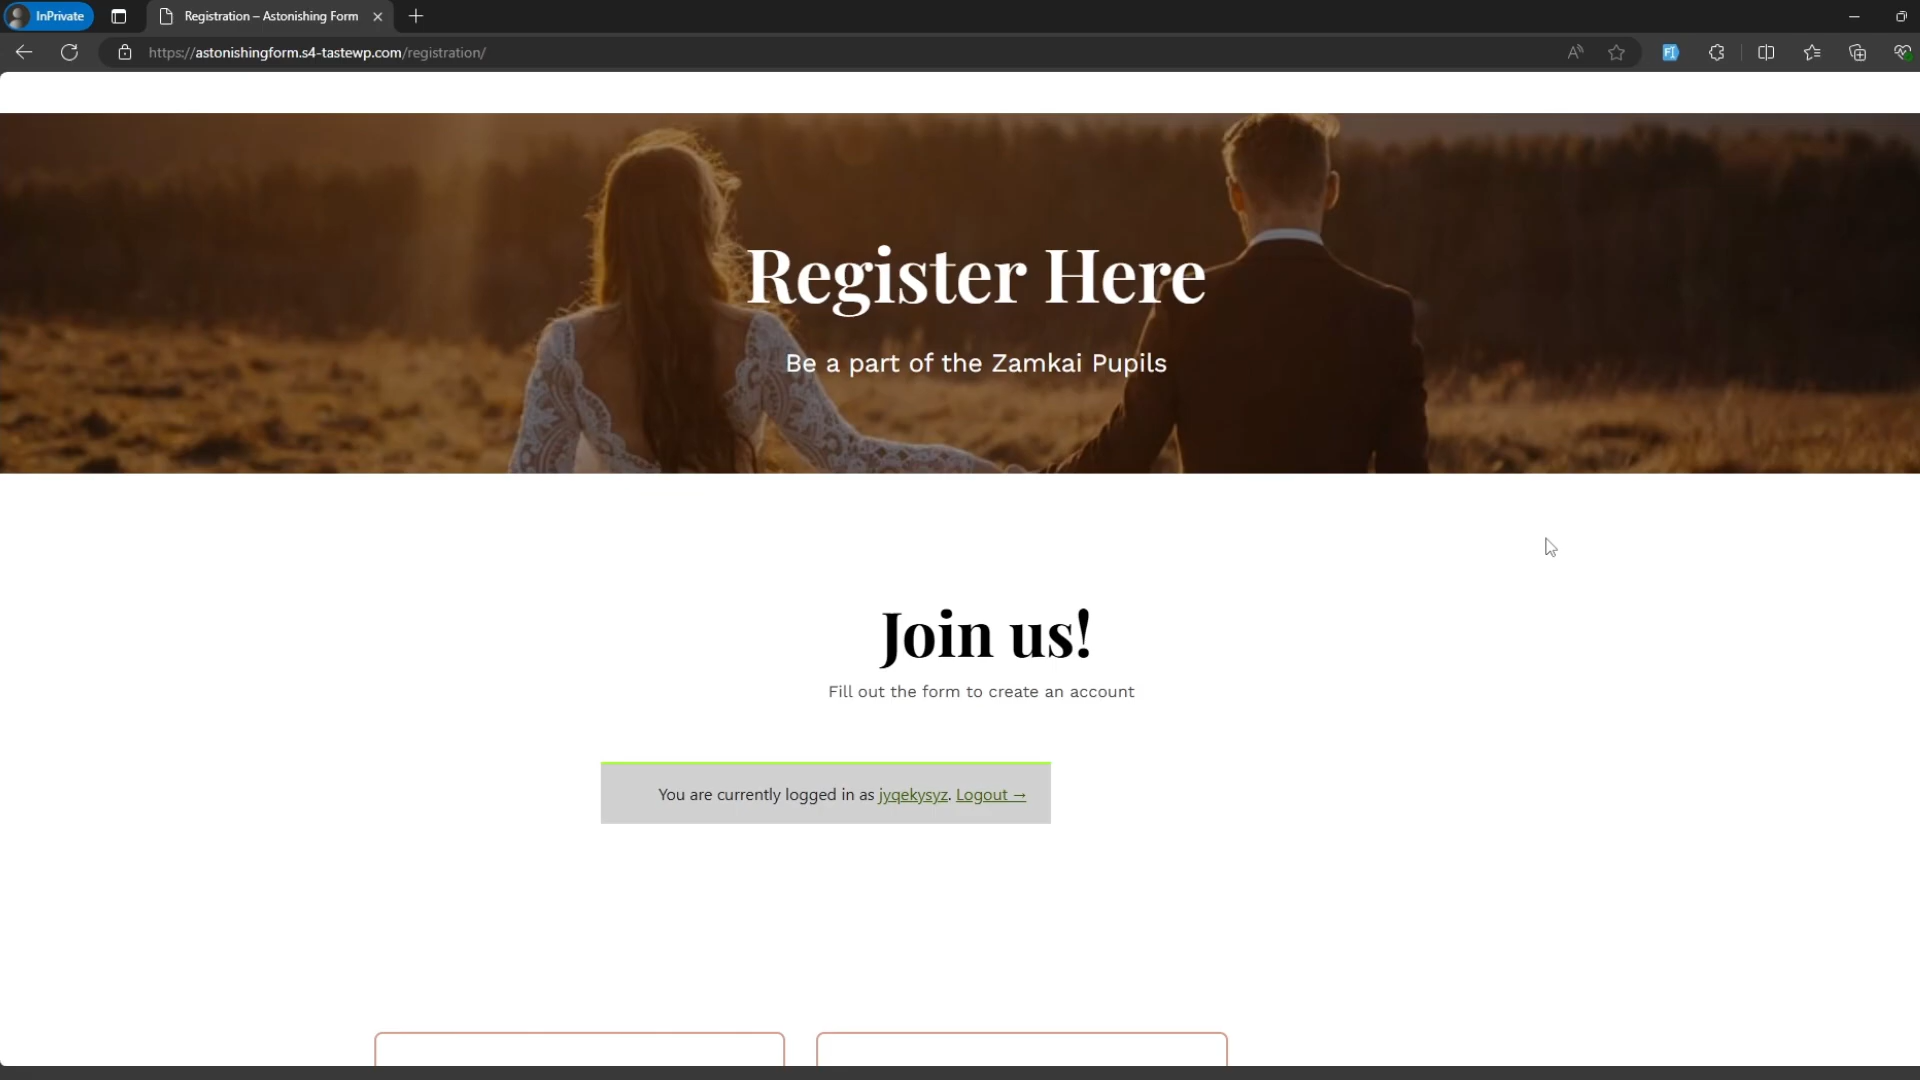 InPrivate
Registration – Astonishing Form
https://astonishingform.s4-tastewp.com/registration/
Register Here
Be a part of the Zamkai Pupils
Join us!
Fill out the form to create an account
You are currently logged in as jyqekysyz. Logout →